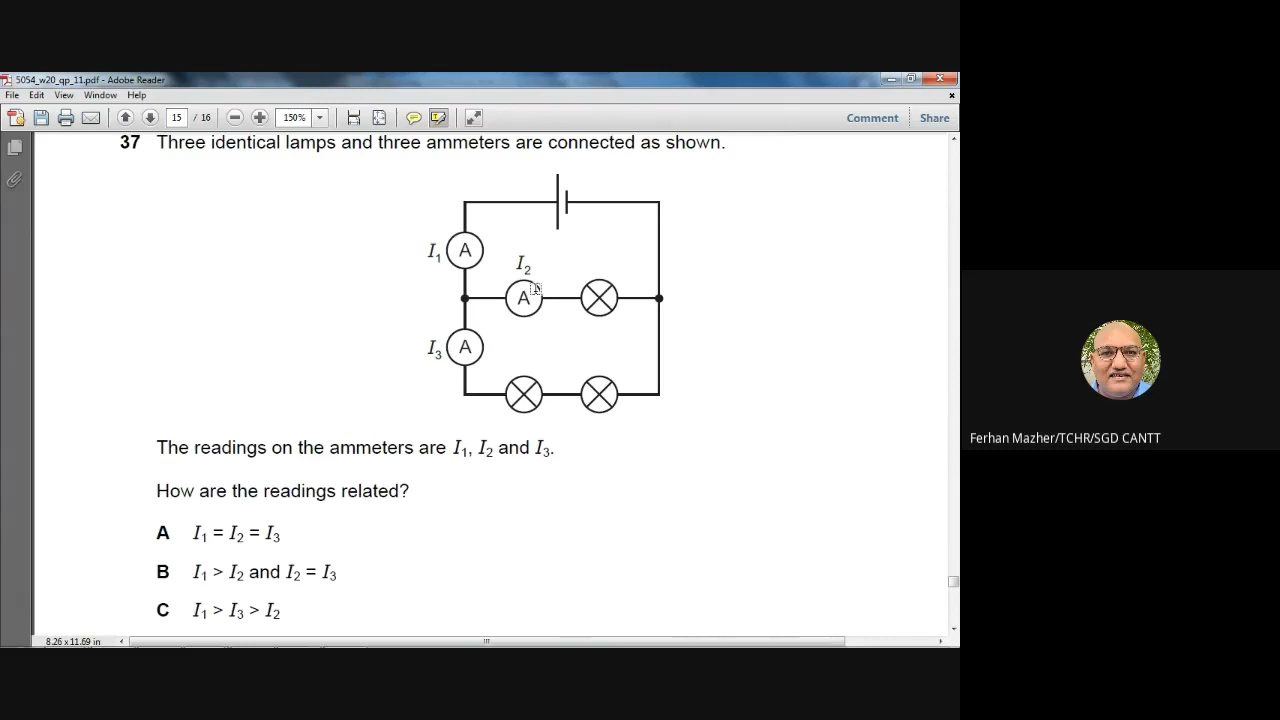 5054_w20_qp_11.pdf - Adobe Reader
File Edit View Window Help
15 / 16 150% Comment Share
37 Three identical lamps and three ammeters are connected as shown.
I1 A
I2
A
I3 A
The readings on the ammeters are I1, I2 and I3.
How are the readings related?
A I1 = I2 = I3
B I1 > I2 and I2 = I3
C I1 > I3 > I2
8.26 x 11.69 in
Ferhan Mazher/TCHR/SGD CANTT